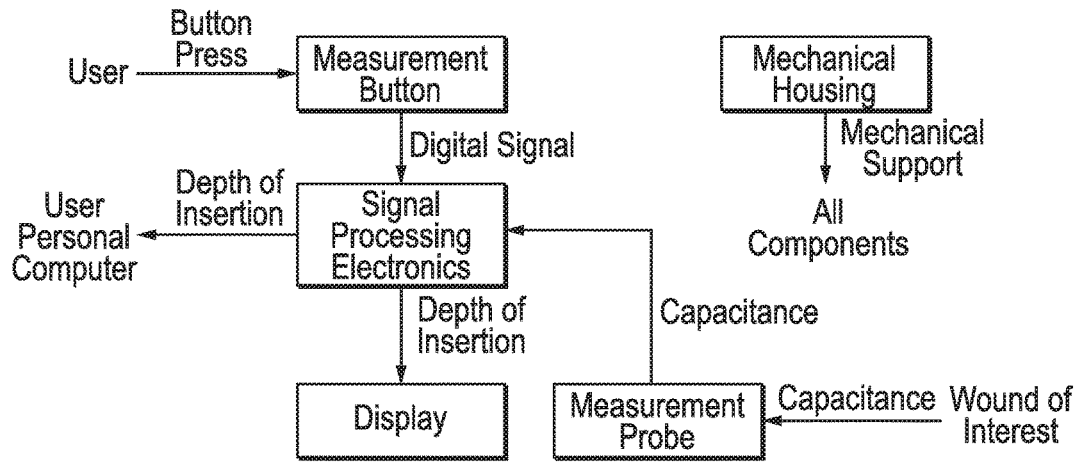 Button
Press
User
Measurement
Button
Mechanical
Housing
Digital Signal
Mechanical
Support
Depth of
Insertion
User
Personal
Computer
Signal
Processing
Electronics
All
Components
Depth of
Insertion
Capacitance
Display
Measurement
Probe
Capacitance
Wound of
Interest